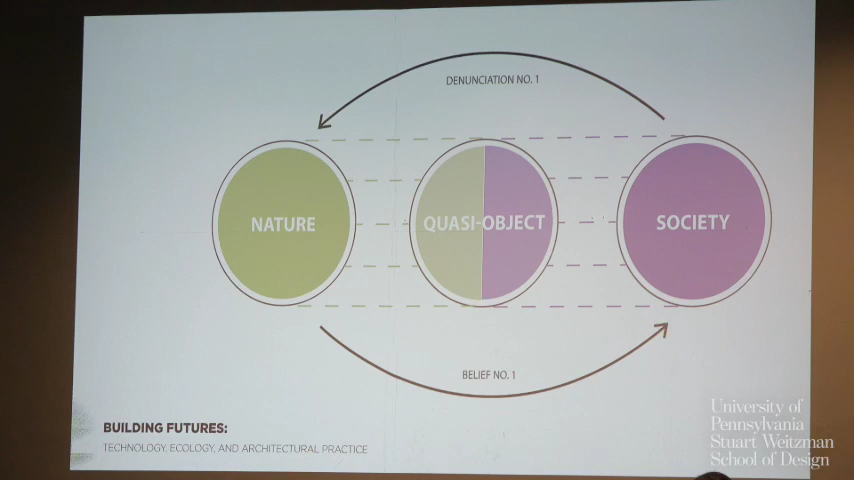 DENUNCIATION NO. 1
NATURE
QUASI-OBJECT
SOCIETY
BELIEF NO. 1
BUILDING FUTURES:
TECHNOLOGY, ECOLOGY, AND ARCHITECTURAL PRACTICE
University of
Pennsylvania
Stuart Weitzman
School of Design